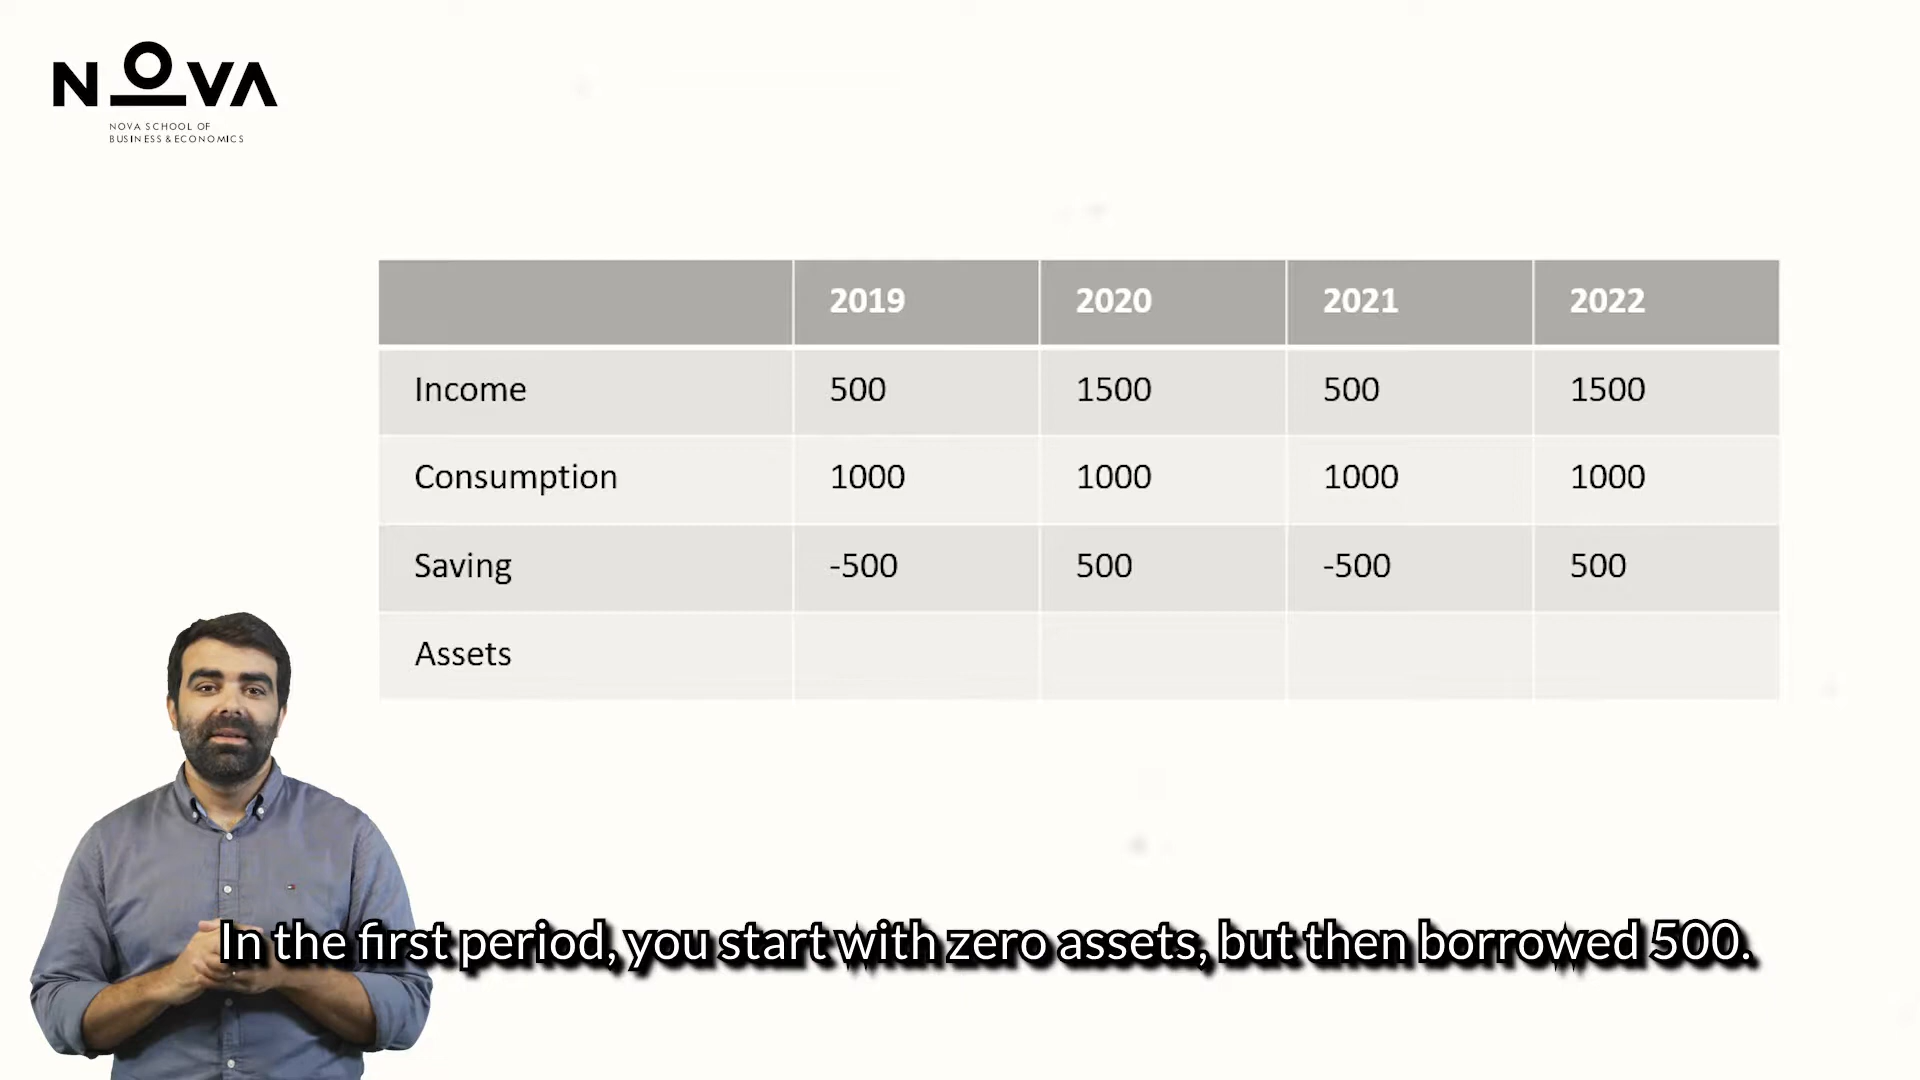 NOVA
NOVA SCHOOL OF
BUSINESS & ECONOMICS
2019 2020 2021 2022
Income 500 1500 500 1500
Consumption 1000 1000 1000 1000
Saving -500 500 -500 500
Assets
In the first period, you start with zero assets, but then borrowed 500.